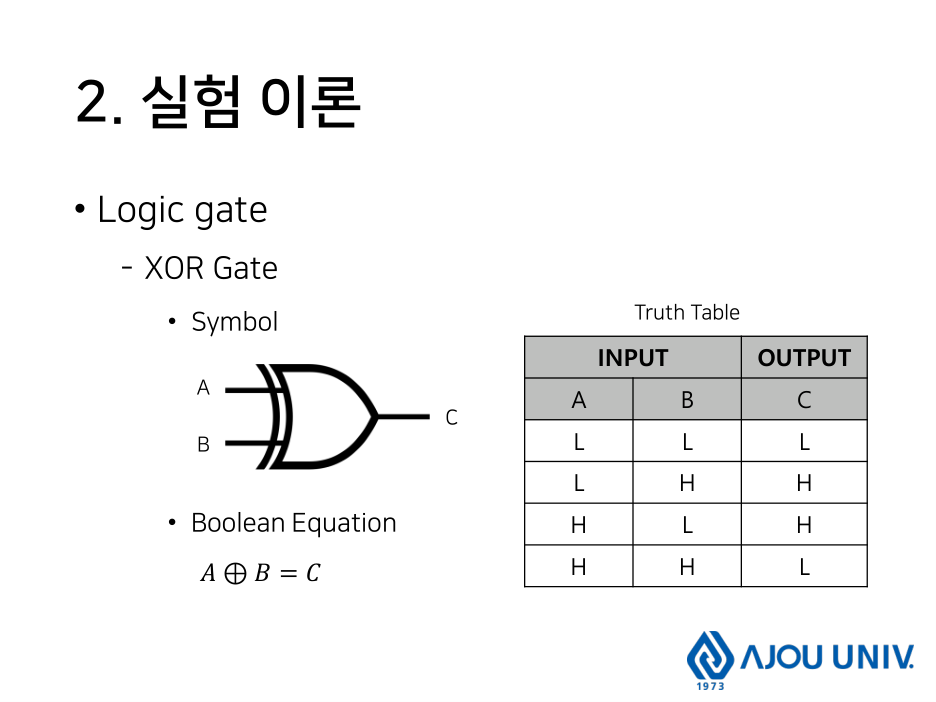 2. 실험 이론
• Logic gate
- XOR Gate
• Symbol
A
B
C
• Boolean Equation
A ⊕ B = C
Truth Table
INPUT OUTPUT
A B C
L L L
L H H
H L H
H H L
AJOU UNIV.
1973